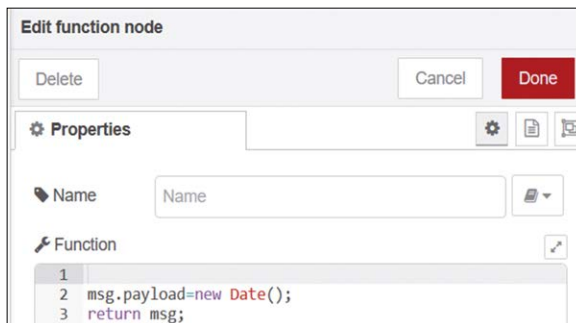 Edit function node
Delete Cancel Done
Properties
Name Name
Function
1
2 msg.payload=new Date();
3 return msg;